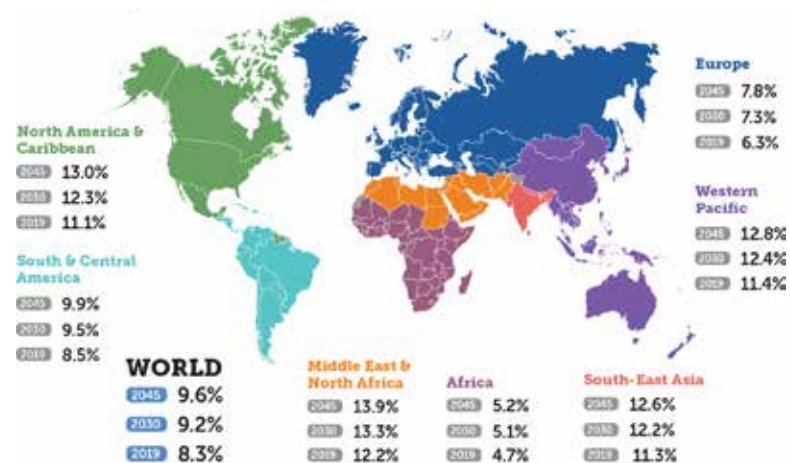 Europe
2045 7.8%
2030 7.3%
2019 6.3%
North America &
Caribbean
2045 13.0%
2030 12.3%
2019 11.1%
Western
Pacific
2045 12.8%
2030 12.4%
2019 11.4%
South & Central
America
2045 9.9%
2030 9.5%
2019 8.5%
WORLD
2045 9.6%
2030 9.2%
2019 8.3%
Middle East &
North Africa
2045 13.9%
2030 13.3%
2019 12.2%
Africa
2045 5.2%
2030 5.1%
2019 4.7%
South-East Asia
2045 12.6%
2030 12.2%
2019 11.3%